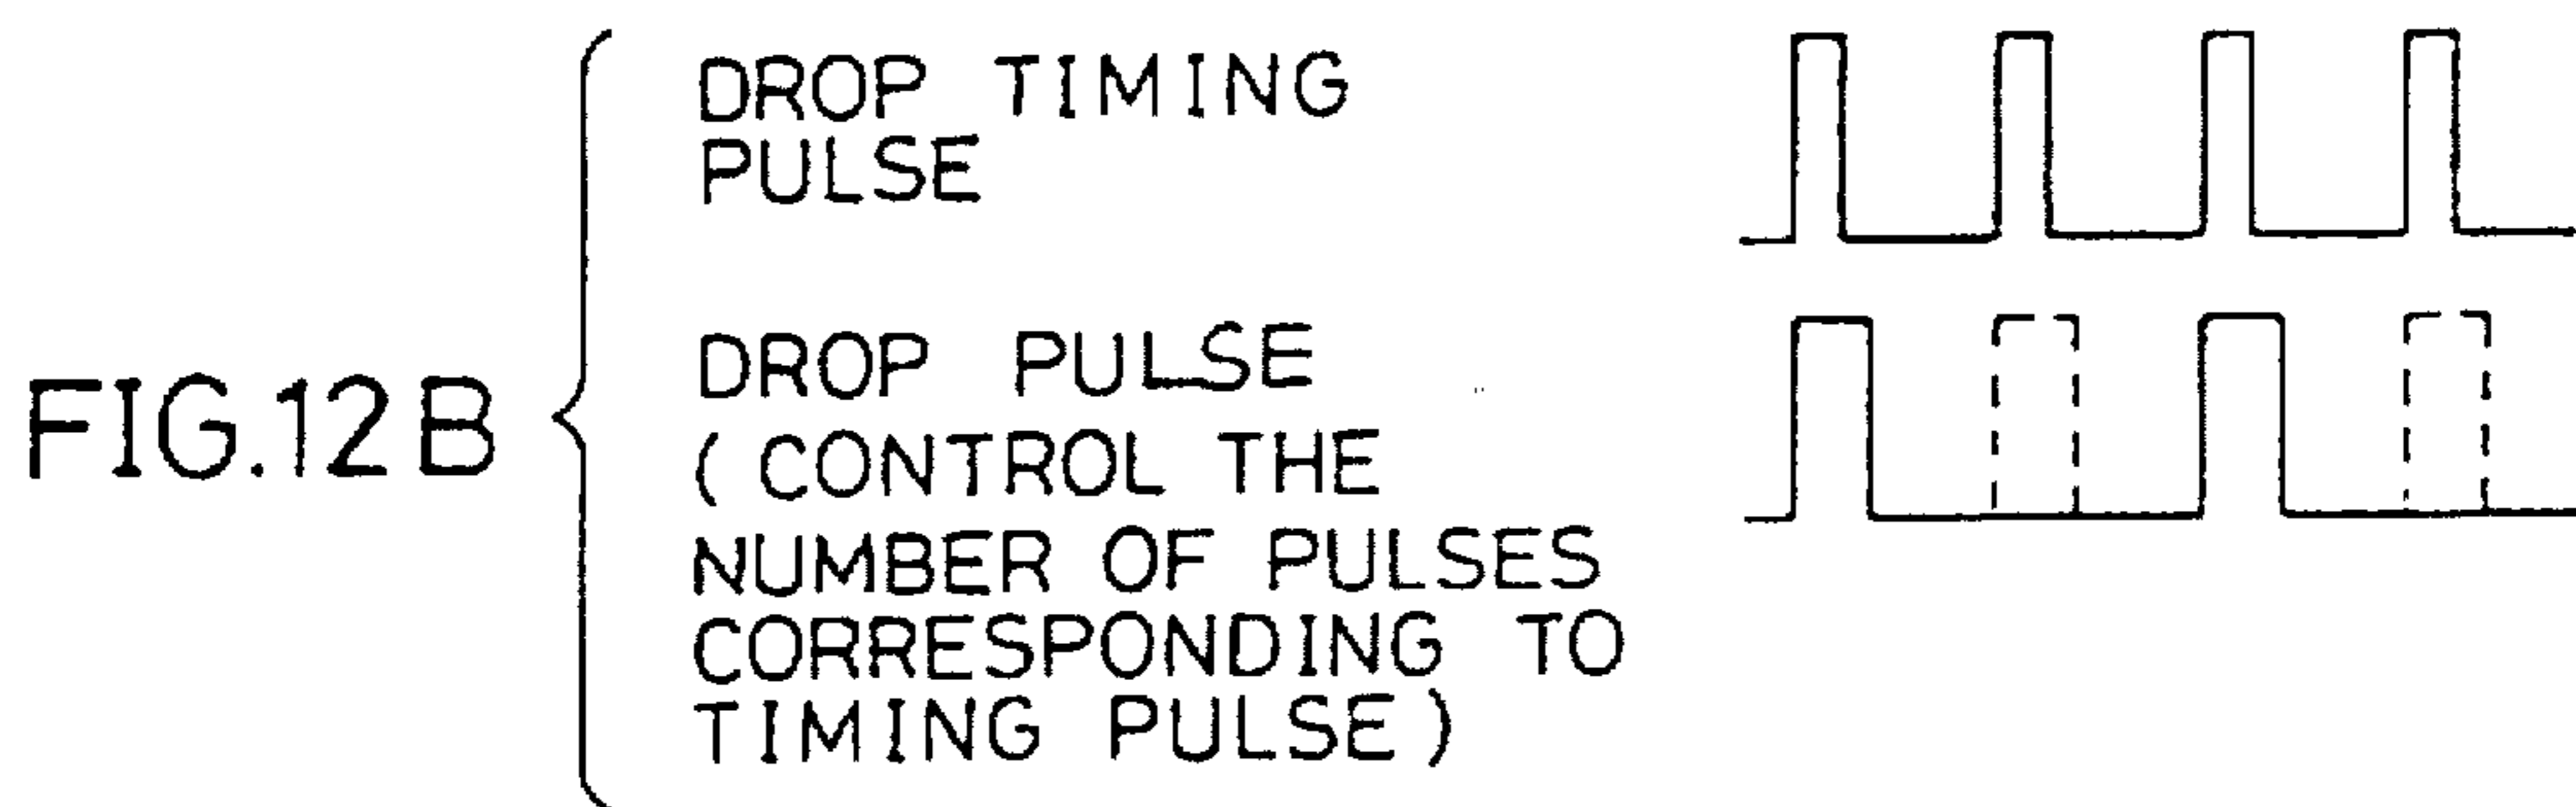 FIG.12B
DROP TIMING
PULSE
DROP PULSE
(CONTROL THE
NUMBER OF PULSES
CORRESPONDING TO
TIMING PULSE)